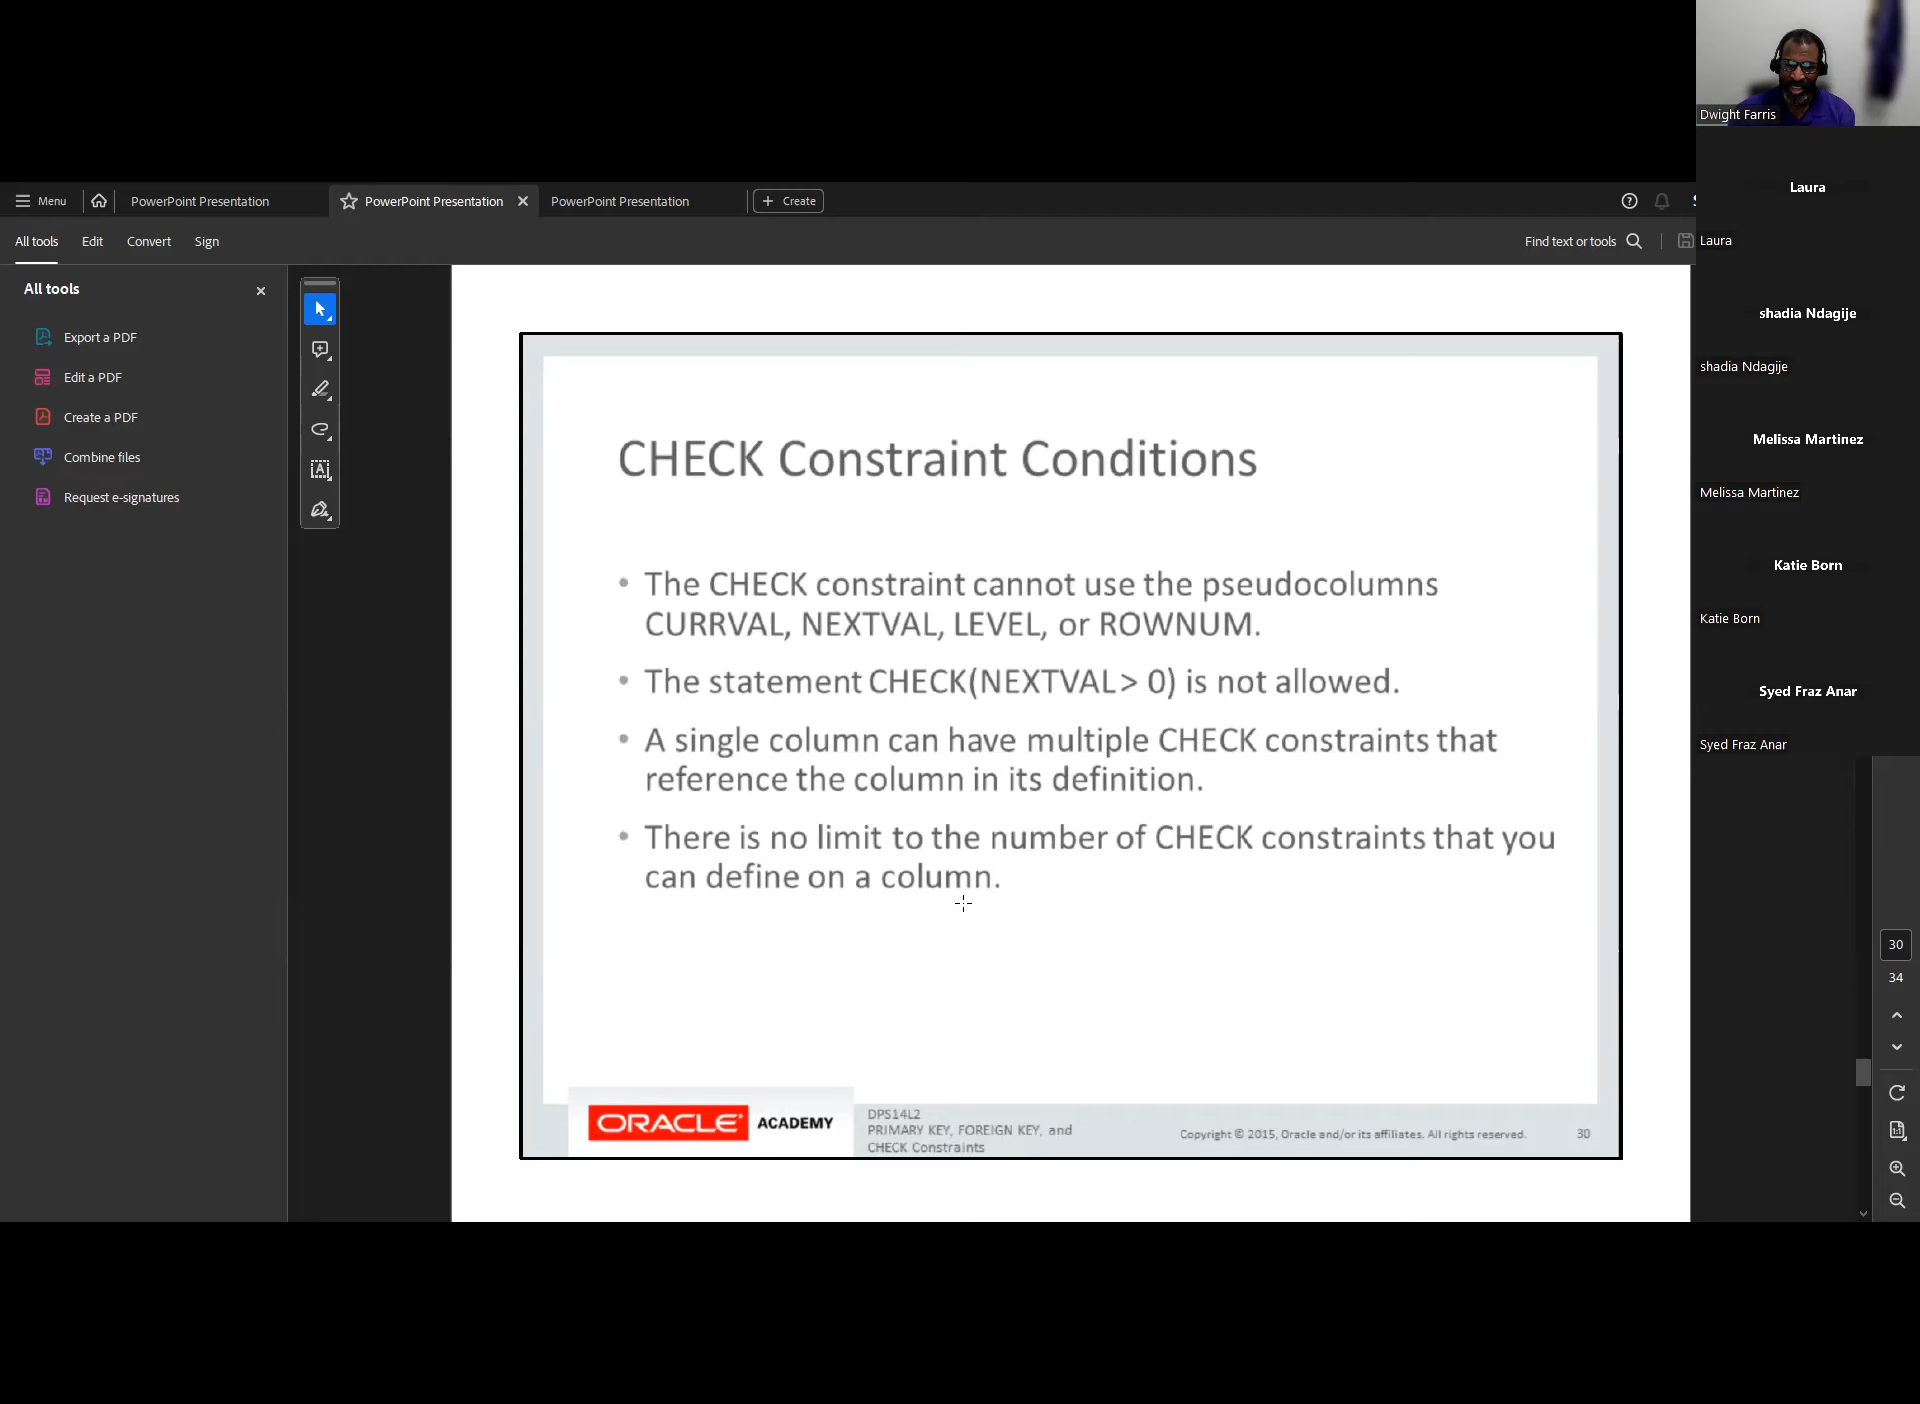 Dwight Farris
Laura
Laura
shadia Ndagije
shadia Ndagije
Melissa Martinez
Melissa Martinez
Katie Born
Katie Born
Syed Fraz Anar
Syed Fraz Anar
Menu
PowerPoint Presentation
PowerPoint Presentation
PowerPoint Presentation
Create
All tools Edit Convert Sign
Find text or tools
All tools
Export a PDF
Edit a PDF
Create a PDF
Combine files
Request e-signatures
CHECK Constraint Conditions
• The CHECK constraint cannot use the pseudocolumns
CURRVAL, NEXTVAL, LEVEL, or ROWNUM.
• The statement CHECK(NEXTVAL > 0) is not allowed.
• A single column can have multiple CHECK constraints that
reference the column in its definition.
• There is no limit to the number of CHECK constraints that you
can define on a column.
ORACLE® ACADEMY
DPS14L2
PRIMARY KEY, FOREIGN KEY, and
CHECK Constraints
Copyright © 2015, Oracle and/or its affiliates. All rights reserved.
30
30
34